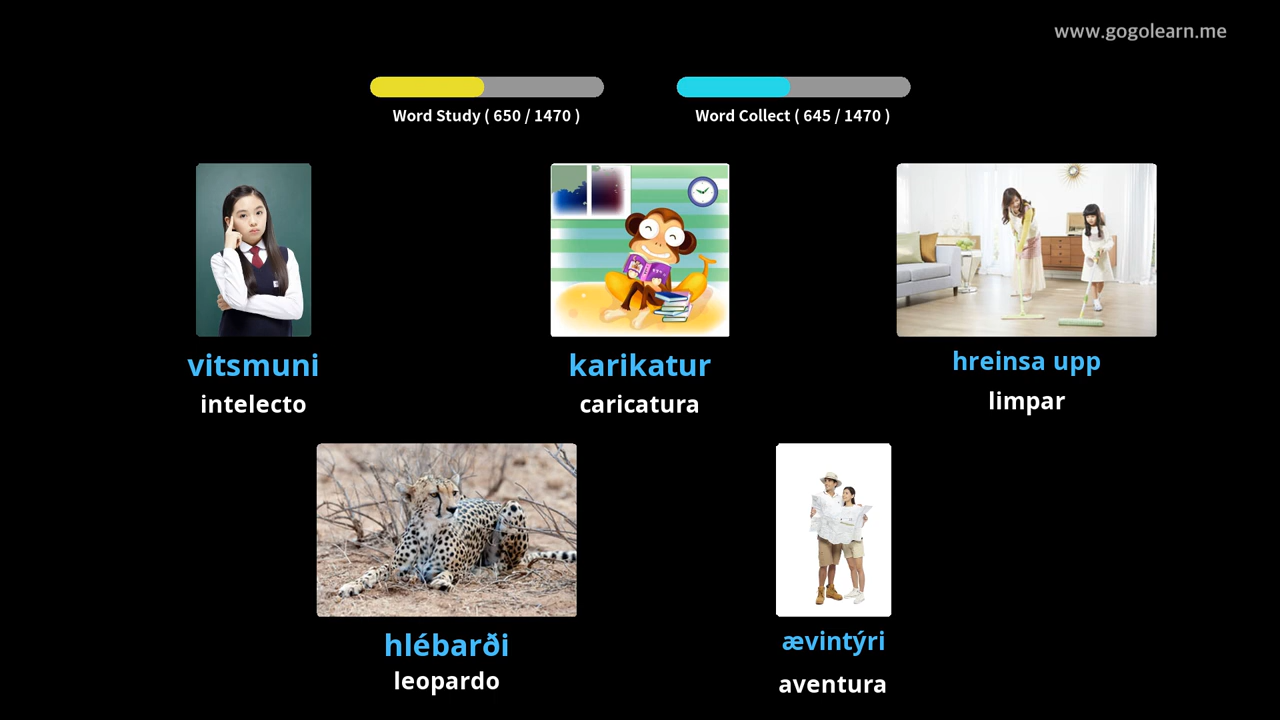 www.gogolearn.me
Word Study ( 650 / 1470 )
Word Collect ( 645 / 1470 )
vitsmuni
intelecto
karikatur
caricatura
hreinsa upp
limpar
hlébarði
leopardo
ævintýri
aventura